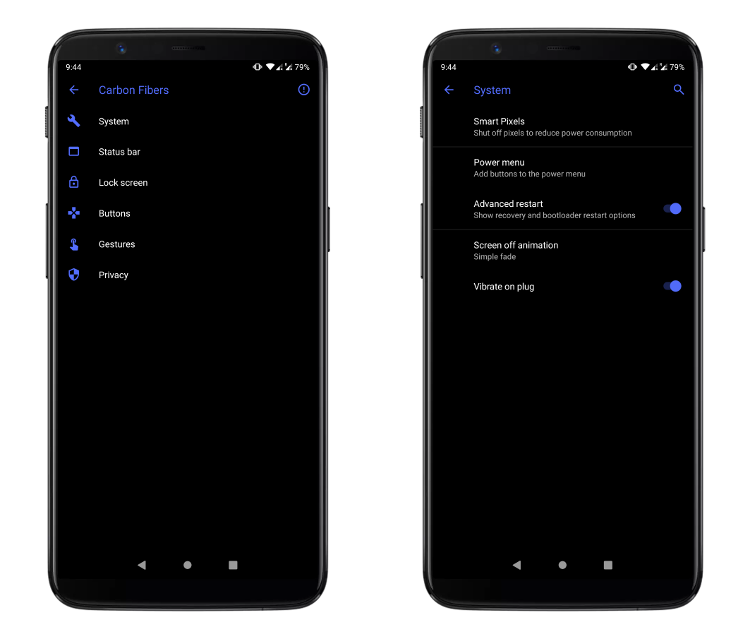 9:44
79%
Carbon Fibers
System
Status bar
Lock screen
Buttons
Gestures
Privacy
9:44
79%
System
Smart Pixels
Shut off pixels to reduce power consumption
Power menu
Add buttons to the power menu
Advanced restart
Show recovery and bootloader restart options
Screen off animation
Simple fade
Vibrate on plug